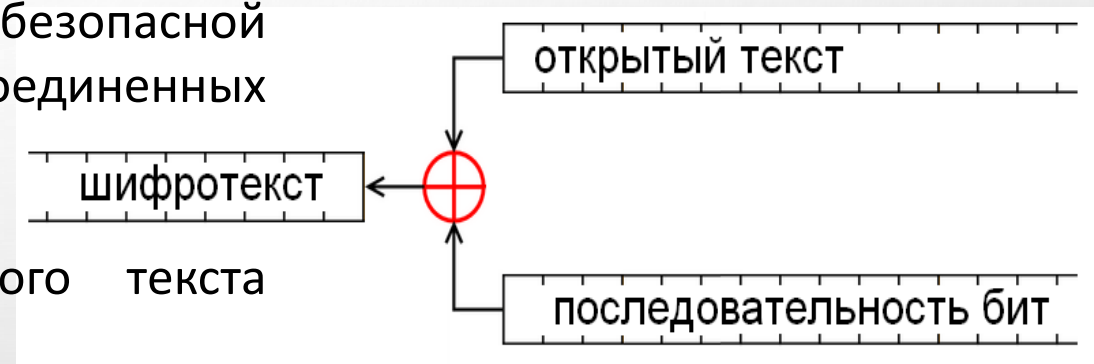 безопасной
единенных
ого текста
открытый текст
шифротекст
последовательность бит